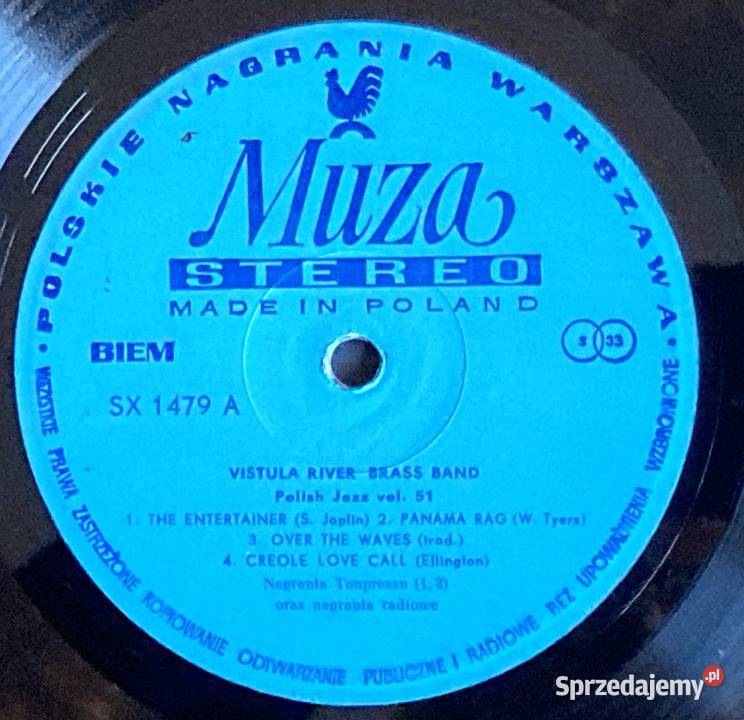 • POLSKIE NAGRANIA WARSZAWA •
Muza
STEREO
MADE IN POLAND
BIEM
S 33
SX 1479 A
VISTULA RIVER BRASS BAND
Polish Jazz vol. 51
1. THE ENTERTAINER (S. Joplin) 2. PANAMA RAG (W. Tyers)
3. OVER THE WAVES (trad.)
4. CREOLE LOVE CALL (Ellington)
Nagrania Tonpressu (1, 2)
oraz nagrania radiowe
WSZYSTKIE PRAWA ZASTRZEŻONE KOPIOWANIE ODTWARZANIE PUBLICZNE I RADIOWE BEZ UPOWAŻNIENIA WZBRONIONE
Sprzedajemy.pl